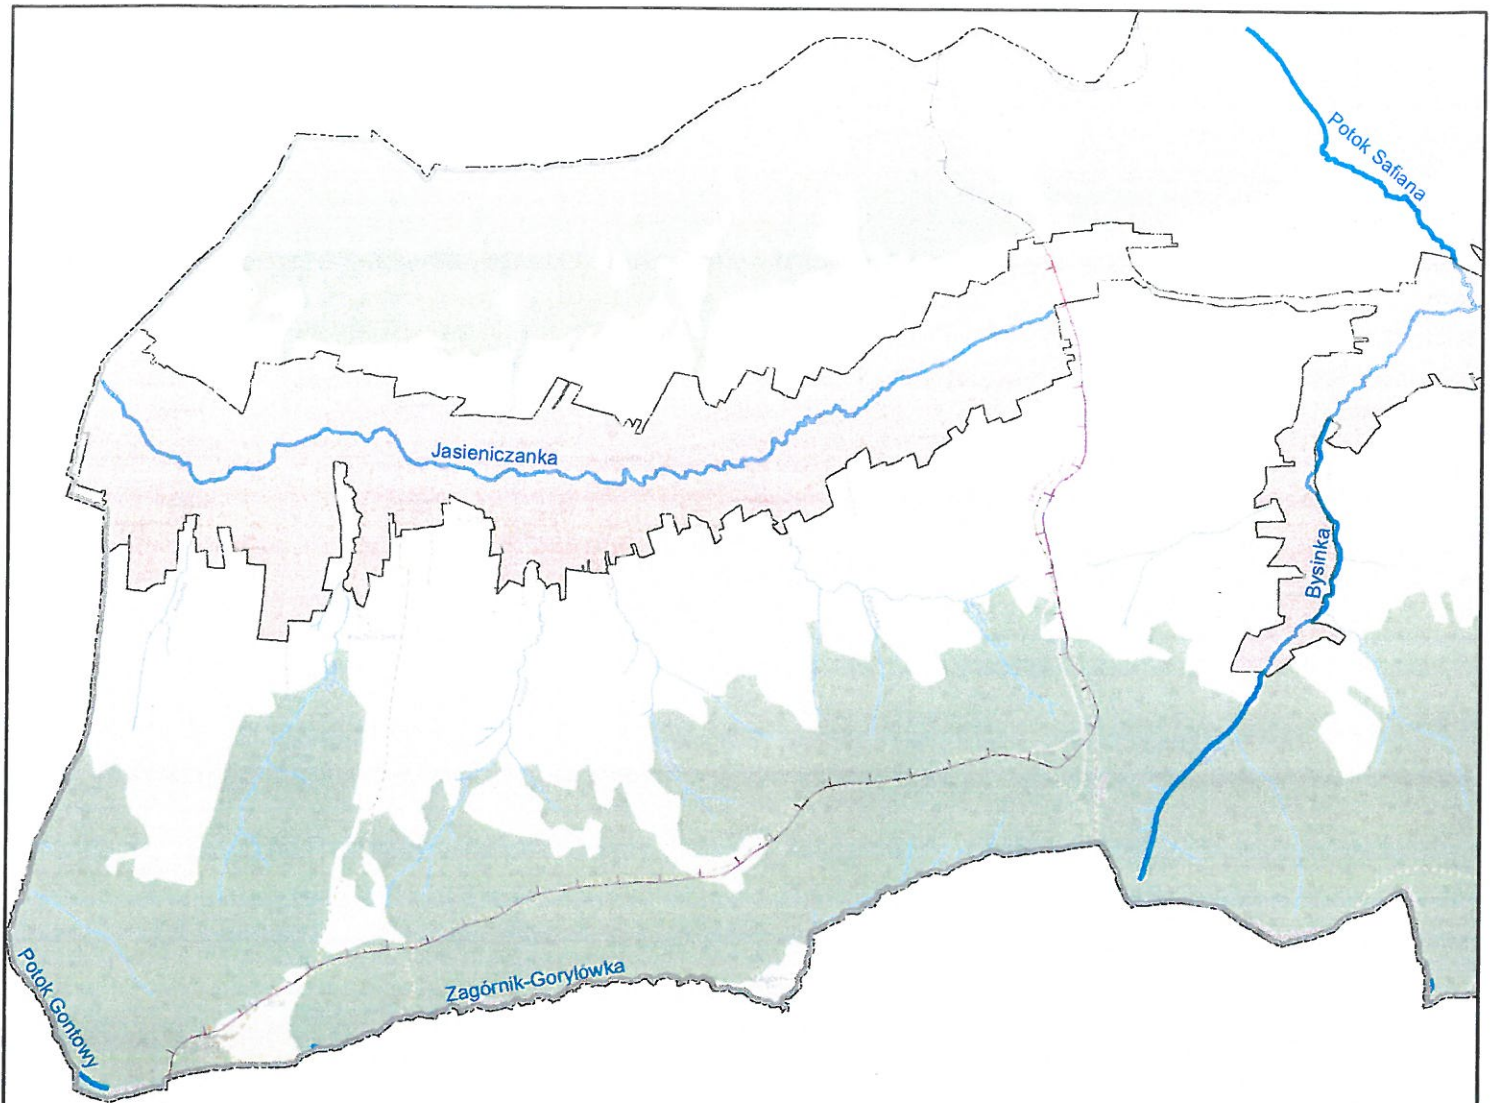 Potok Safiana
Jasieniczanka
Bysinka
Zagórnik-Gorylówka
Potok Gontowy